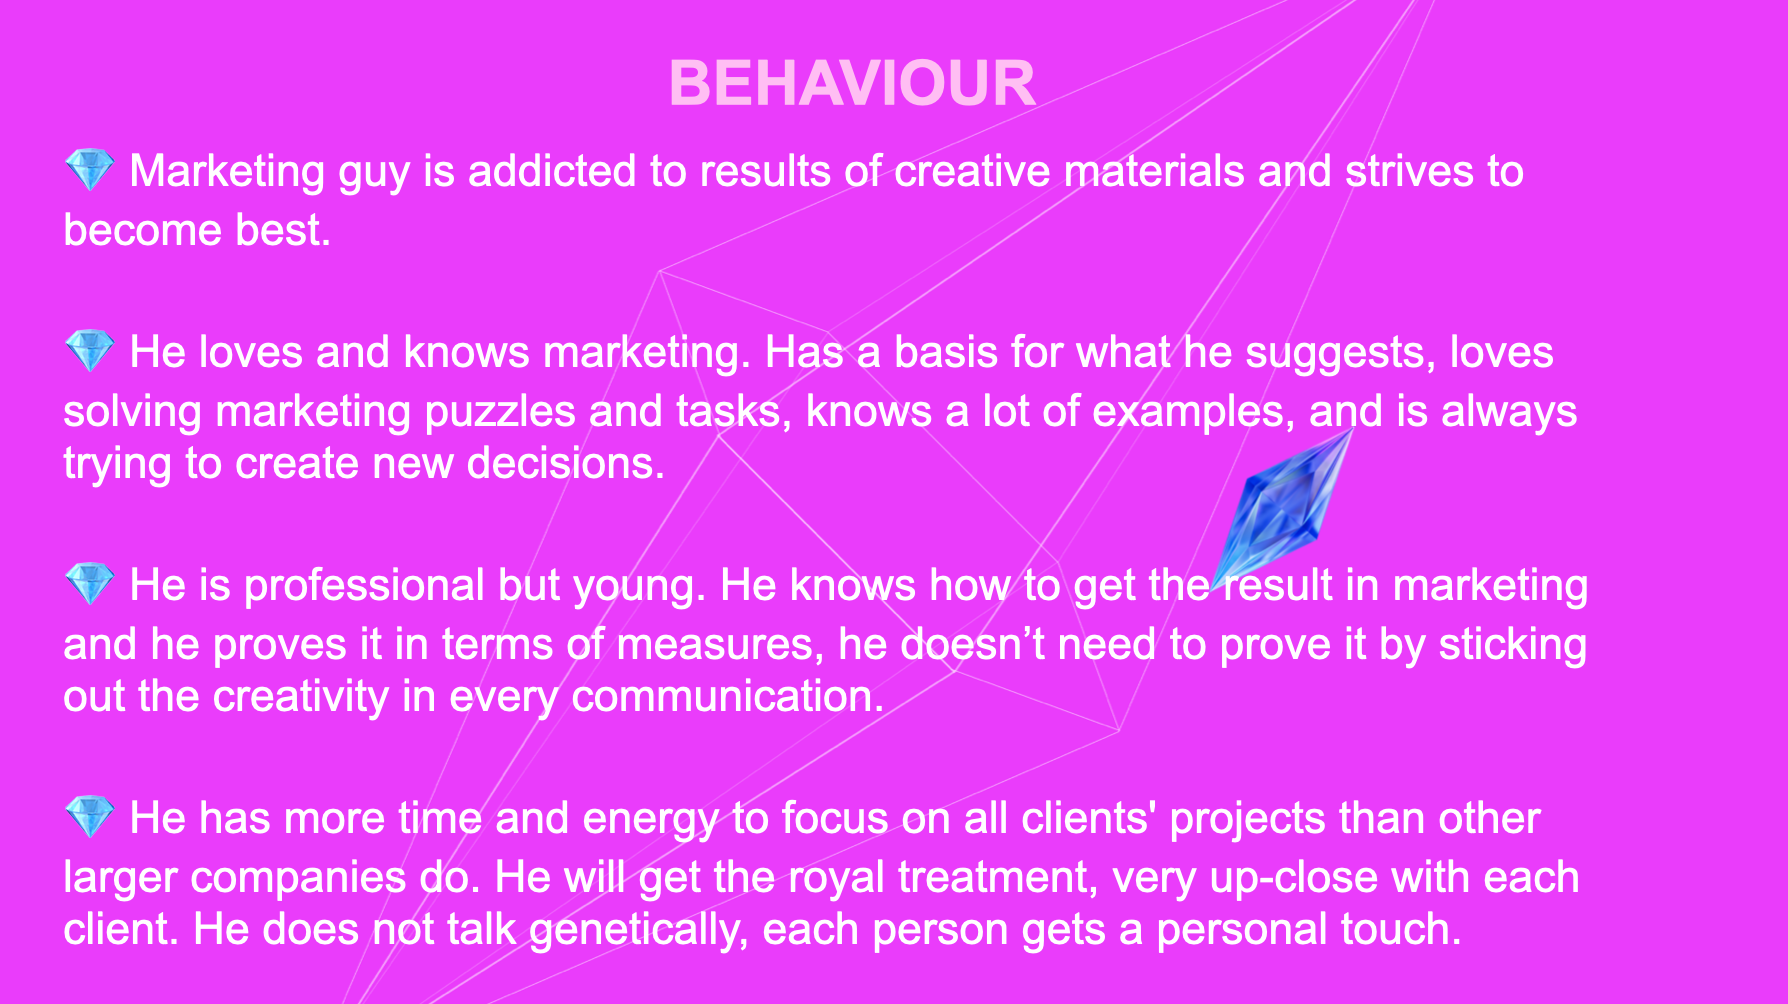 BEHAVIOUR
💎 Marketing guy is addicted to results of creative materials and strives to
become best.
💎 He loves and knows marketing. Has a basis for what he suggests, loves
solving marketing puzzles and tasks, knows a lot of examples, and is always
trying to create new decisions.
💎 He is professional but young. He knows how to get the result in marketing
and he proves it in terms of measures, he doesn’t need to prove it by sticking
out the creativity in every communication.
💎 He has more time and energy to focus on all clients' projects than other
larger companies do. He will get the royal treatment, very up-close with each
client. He does not talk genetically, each person gets a personal touch.